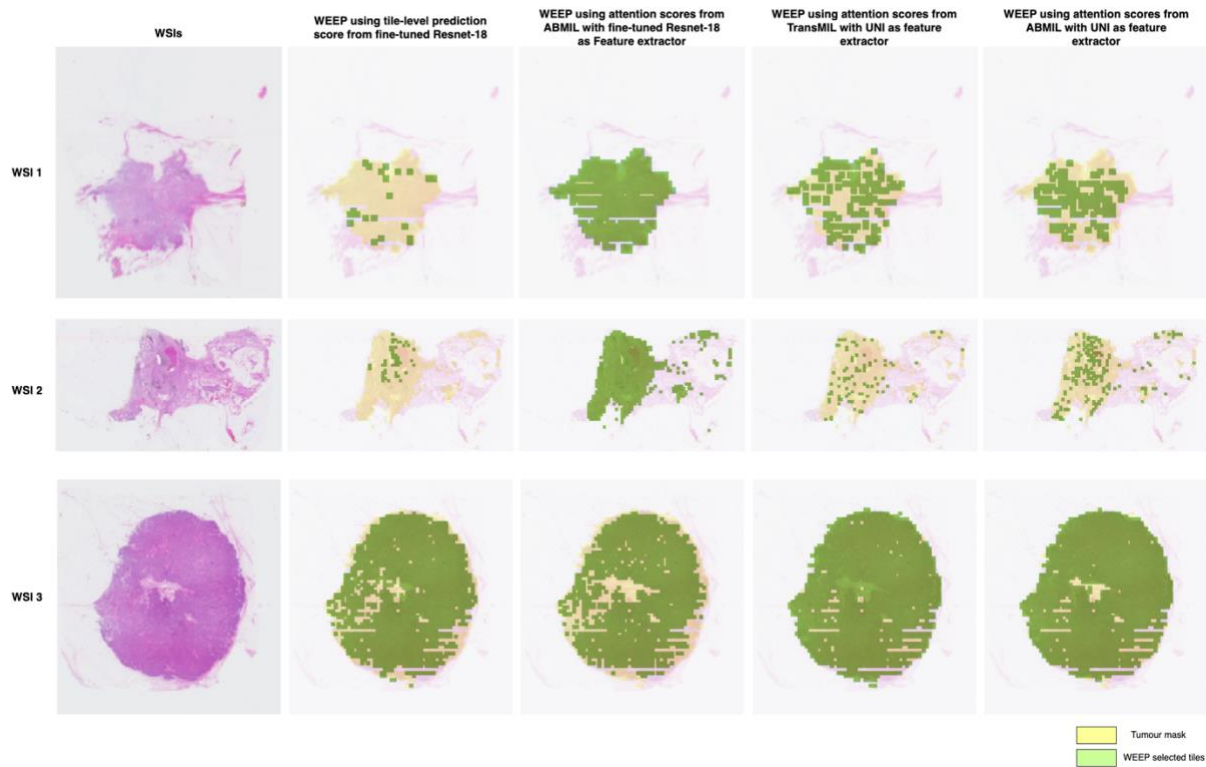 WSIs
WEEP using tile-level prediction
score from fine-tuned Resnet-18
WEEP using attention scores from
ABMIL with fine-tuned Resnet-18
as Feature extractor
WEEP using attention scores from
TransMIL with UNI as feature
extractor
WEEP using attention scores from
ABMIL with UNI as feature
extractor
WSI 1
WSI 2
WSI 3
Tumour mask
WEEP selected tiles